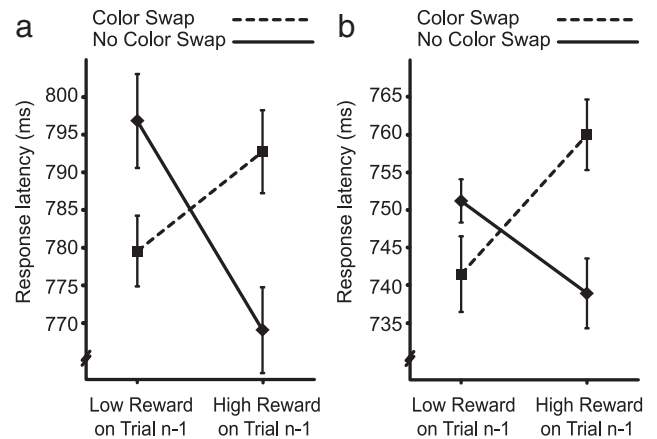 a
Color Swap
No Color Swap
Response latency (ms)
800
795
790
785
780
775
770
Low Reward
on Trial n-1
High Reward
on Trial n-1
b
Color Swap
No Color Swap
Response latency (ms)
765
760
755
750
745
740
735
Low Reward
on Trial n-1
High Reward
on Trial n-1